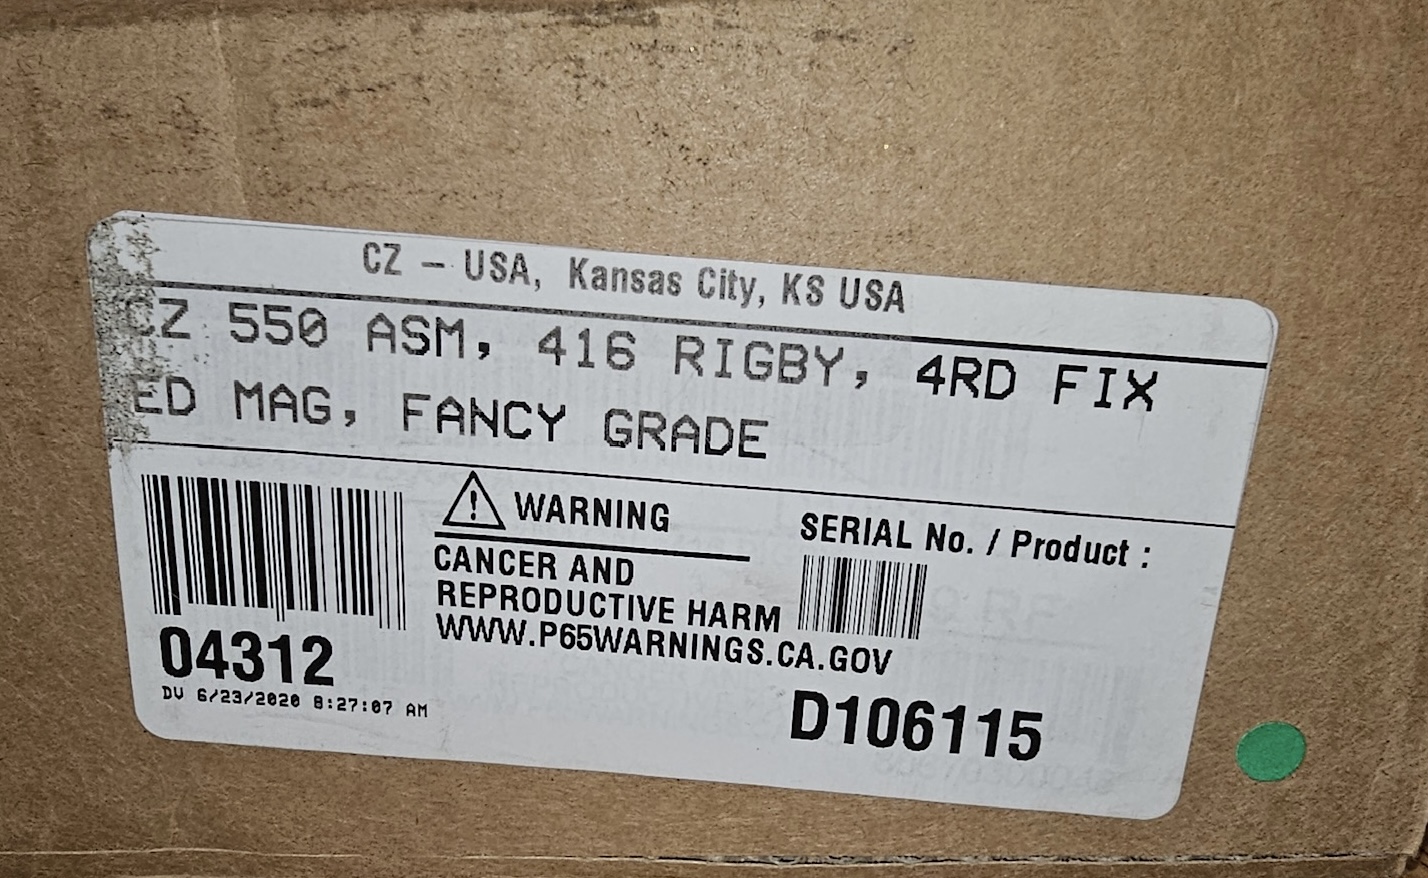 CZ - USA, Kansas City, KS USA
CZ 550 ASM, 416 RIGBY, 4RD FIX
ED MAG, FANCY GRADE
WARNING
CANCER AND
REPRODUCTIVE HARM
WWW.P65WARNINGS.CA.GOV
SERIAL No. / Product :
04312
DV 6/23/2020 8:27:07 AM
D106115